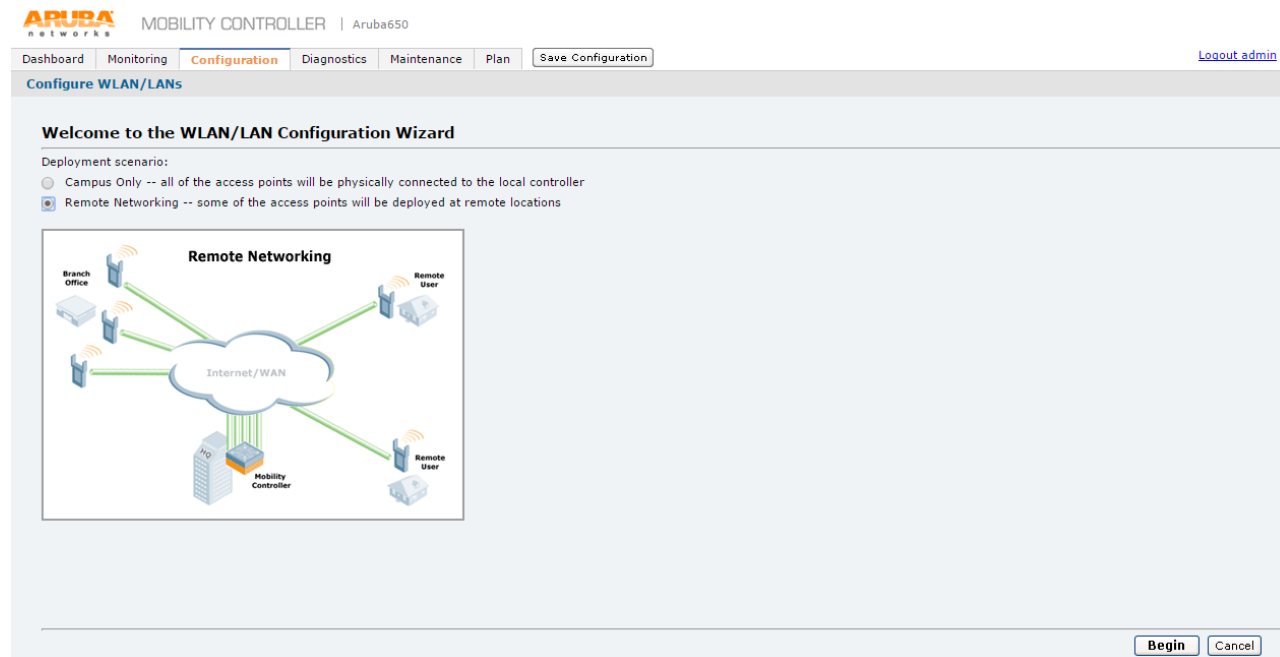 ARUBA networks MOBILITY CONTROLLER | Aruba650
Dashboard Monitoring Configuration Diagnostics Maintenance Plan Save Configuration Logout admin
Configure WLAN/LANs
Welcome to the WLAN/LAN Configuration Wizard
Deployment scenario:
Campus Only -- all of the access points will be physically connected to the local controller
Remote Networking -- some of the access points will be deployed at remote locations
Remote Networking
Branch
Office
Remote
User
Internet/WAN
HQ
Mobility
Controller
Remote
User
Begin Cancel